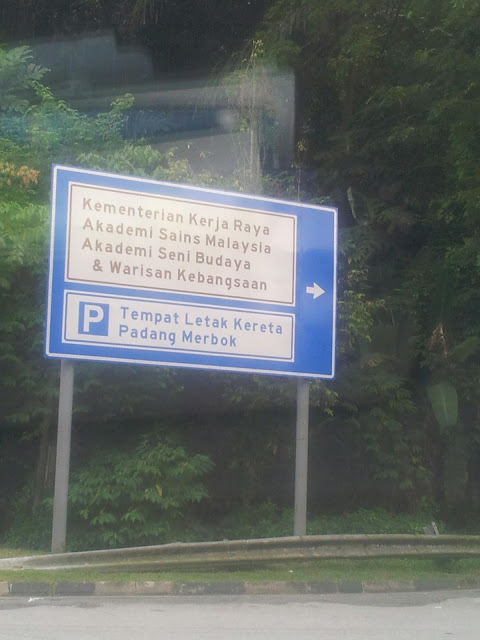 Kementerian Kerja Raya
Akademi Sains Malaysia
Akademi Seni Budaya
& Warisan Kebangsaan
P Tempat Letak Kereta
Padang Merbok